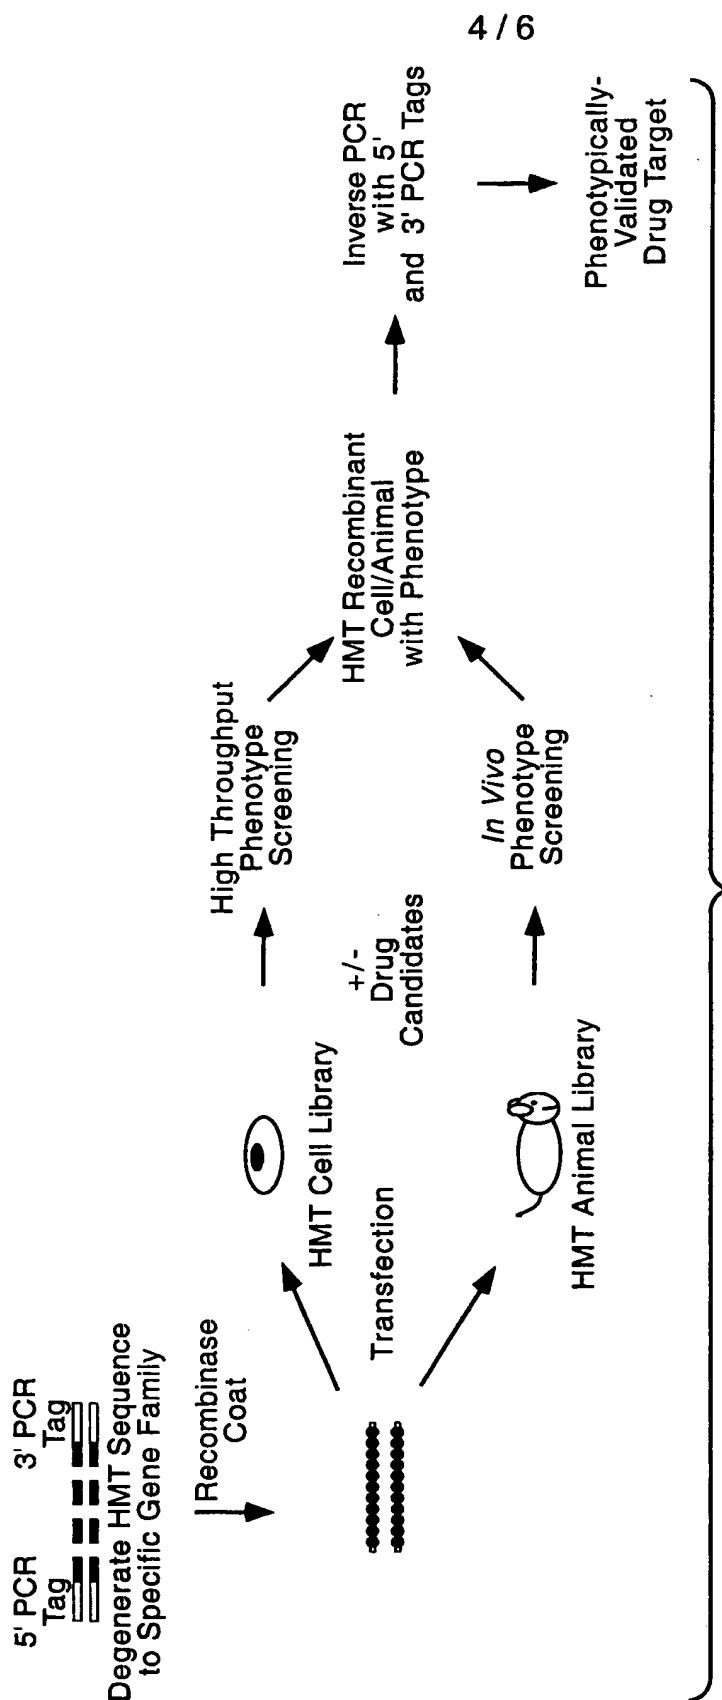 4 / 6
5' PCR
Tag
3' PCR
Tag
Degenerate HMT Sequence
to Specific Gene Family
Recombinase
Coat
Transfection
HMT Cell Library
HMT Animal Library
+/-
Drug
Candidates
High Throughput
Phenotype
Screening
In Vivo
Phenotype
Screening
HMT Recombinant
Cell/Animal
with Phenotype
Inverse PCR
with 5'
and 3' PCR Tags
Phenotypically-
Validated
Drug Target